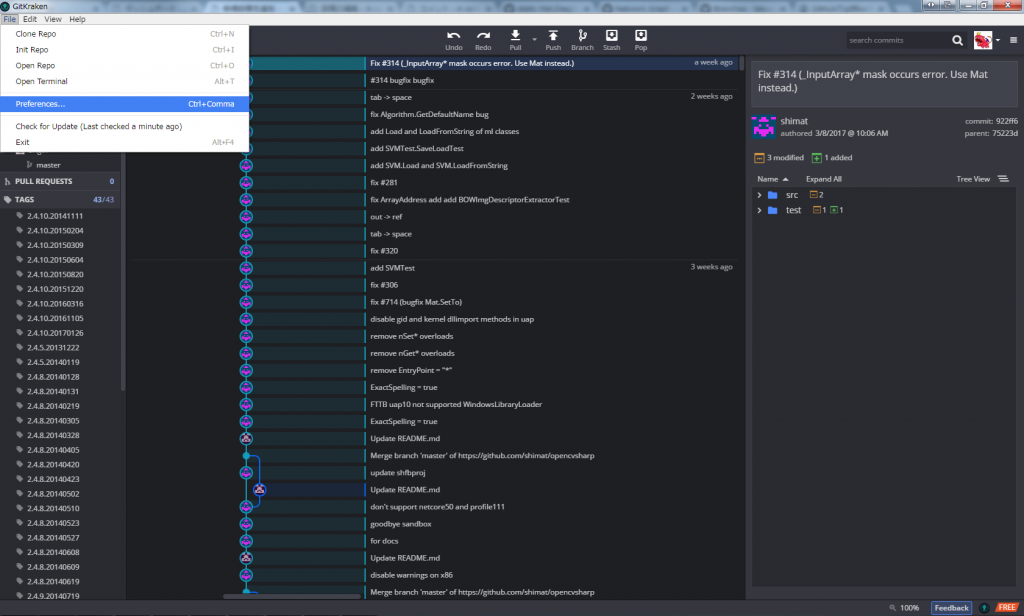 GitKraken
File Edit View Help
Clone Repo Ctrl+N
Init Repo Ctrl+I
Open Repo Ctrl+O
Open Terminal Alt+T
Preferences... Ctrl+Comma
Check for Update (Last checked a minute ago)
Exit Alt+F4
Undo Redo Pull Push Branch Stash Pop
search commits
master
PULL REQUESTS 0
TAGS 43/43
2.4.10.20141111
2.4.10.20150204
2.4.10.20150309
2.4.10.20150604
2.4.10.20150820
2.4.10.20151220
2.4.10.20160316
2.4.10.20161105
2.4.10.20170126
2.4.5.20131222
2.4.5.20140119
2.4.8.20140128
2.4.8.20140131
2.4.8.20140219
2.4.8.20140305
2.4.8.20140328
2.4.8.20140405
2.4.8.20140420
2.4.8.20140423
2.4.8.20140502
2.4.8.20140510
2.4.8.20140523
2.4.8.20140527
2.4.9.20140608
2.4.8.20140609
2.4.8.20140619
2.4.9.20140719
Fix #314 (_InputArray* mask occurs error. Use Mat instead.) a week ago
#314 bugfix bugfix
tab -> space 2 weeks ago
fix Algorithm.GetDefaultName bug
add Load and LoadFromString of ml classes
add SVMTest.SaveLoadTest
add SVM.Load and SVM.LoadFromString
fix #281
fix ArrayAddress add add BOWImgDescriptorExtractorTest
out -> ref
tab -> space
fix #320
add SVMTest 3 weeks ago
fix #306
fix #714 (bugfix Mat.SetTo)
disable gid and kernel dllimport methods in uap
remove nSet* overloads
remove nGet* overloads
remove EntryPoint = "*"
ExactSpelling = true
FTTB uap10 not supported WindowsLibraryLoader
ExactSpelling = true
Update README.md
Merge branch 'master' of https://github.com/shimat/opencvsharp
update shfbproj
Update README.md
don't support netcore50 and profile111
goodbye sandbox
for docs
Update README.md
disable warnings on x86
Merge branch 'master' of https://github.com/shimat/opencvsharp
Fix #314 (_InputArray* mask occurs error. Use Mat
instead.)
shimat commit: 922ff6
authored 3/8/2017 @ 10:06 AM parent: 75223d
3 modified 1 added
Name Expand All Tree View
src 2
test 1 1
100% Feedback FREE